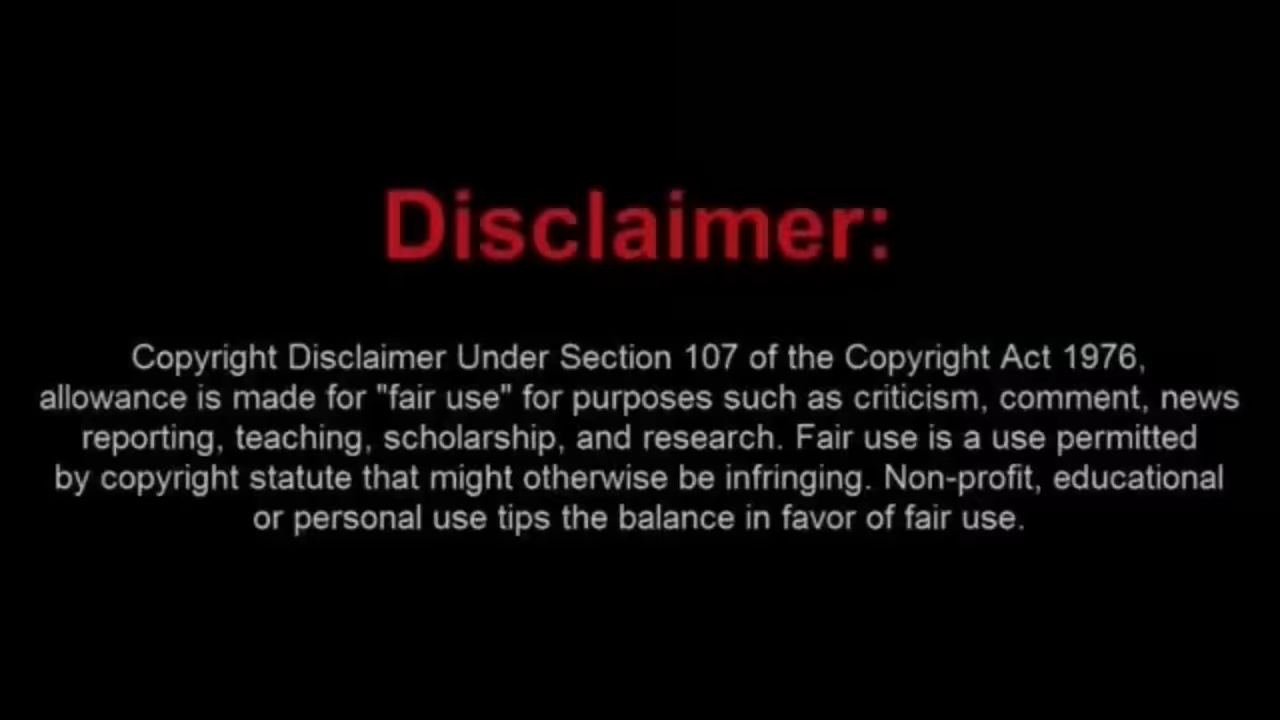 Disclaimer:
Copyright Disclaimer Under Section 107 of the Copyright Act 1976,
allowance is made for "fair use" for purposes such as criticism, comment, news
reporting, teaching, scholarship, and research. Fair use is a use permitted
by copyright statute that might otherwise be infringing. Non-profit, educational
or personal use tips the balance in favor of fair use.